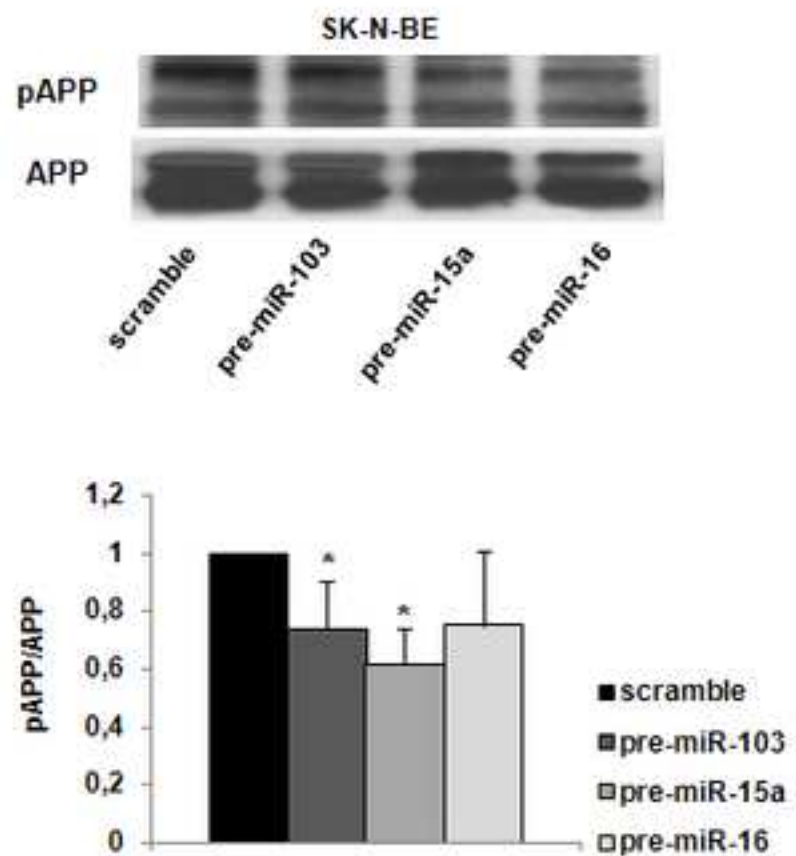 SK-N-BE
pAPP
APP
scramble
pre-miR-103
pre-miR-15a
pre-miR-16
1,2
1
0,8
0,6
0,4
0,2
0
pAPP/APP
*
*
scramble
pre-miR-103
pre-miR-15a
pre-miR-16